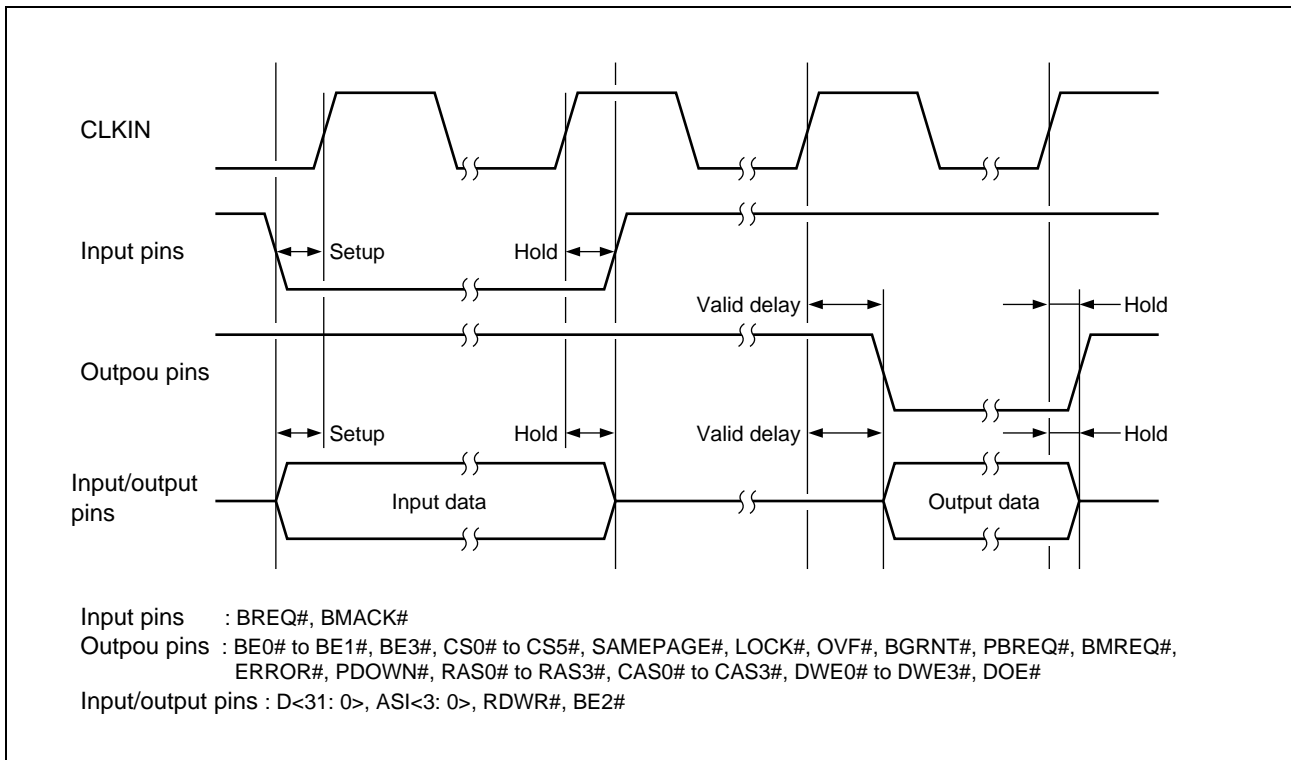 CLKIN
Input pins
Setup
Hold
Valid delay
Hold
Outpou pins
Setup
Hold
Valid delay
Hold
Input/output
pins
Input data
Output data
Input pins : BREQ#, BMACK#
Outpou pins : BE0# to BE1#, BE3#, CS0# to CS5#, SAMEPAGE#, LOCK#, OVF#, BGRNT#, PBREQ#, BMREQ#,
ERROR#, PDOWN#, RAS0# to RAS3#, CAS0# to CAS3#, DWE0# to DWE3#, DOE#
Input/output pins : D<31: 0>, ASI<3: 0>, RDWR#, BE2#